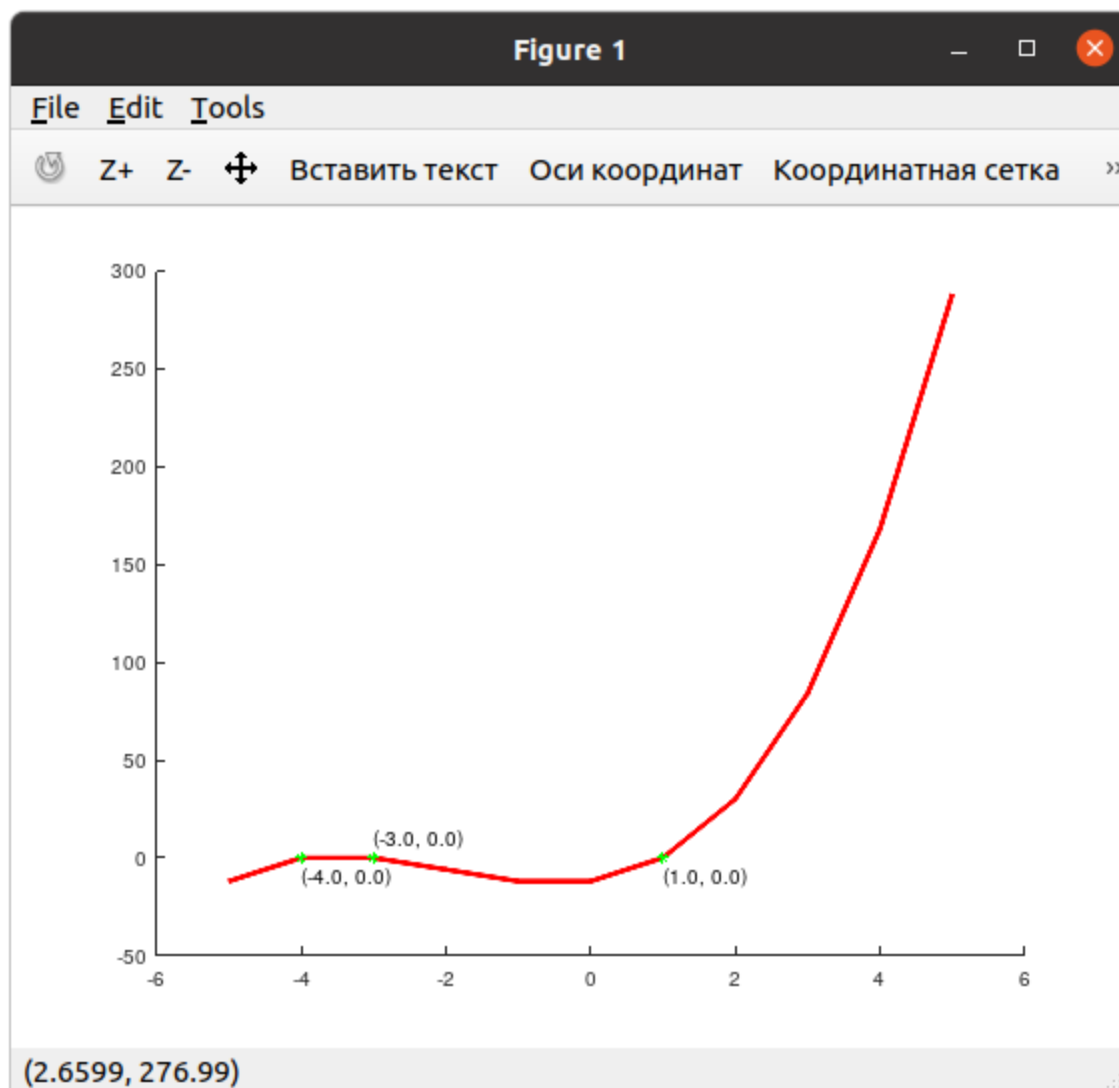 Figure 1
File Edit Tools
Z+ Z- Вставить текст Оси координат Координатная сетка »
300
250
200
150
100
50
(-3.0, 0.0)
0
(-4.0, 0.0) (1.0, 0.0)
-50
-6 -4 -2 0 2 4 6
(2.6599, 276.99)